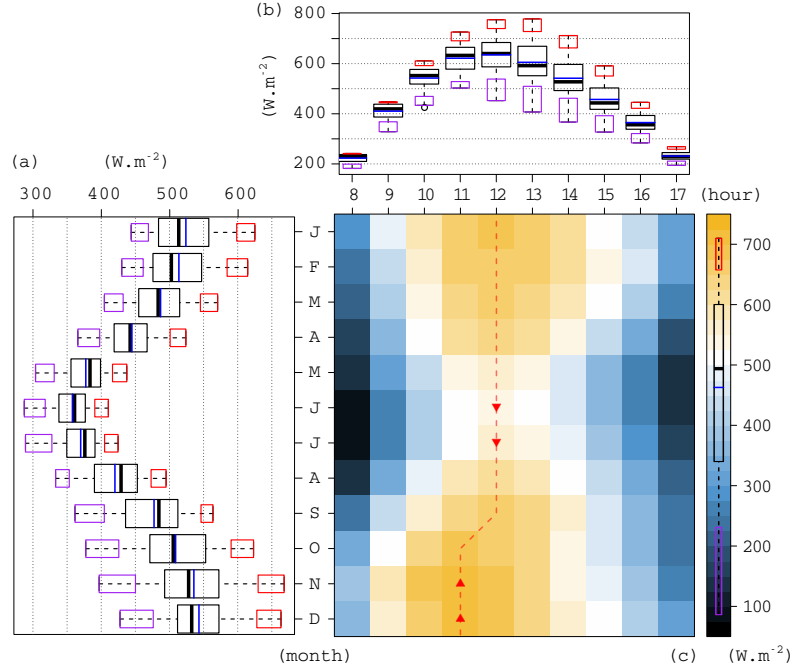 (b)
(W.m⁻²)
800
600
400
200
8 9 10 11 12 13 14 15 16 17
(hour)
(a) (W.m⁻²)
300 400 500 600
J
F
M
A
M
J
J
A
S
O
N
D
700
600
500
400
300
200
100
(month) (c) (W.m⁻²)